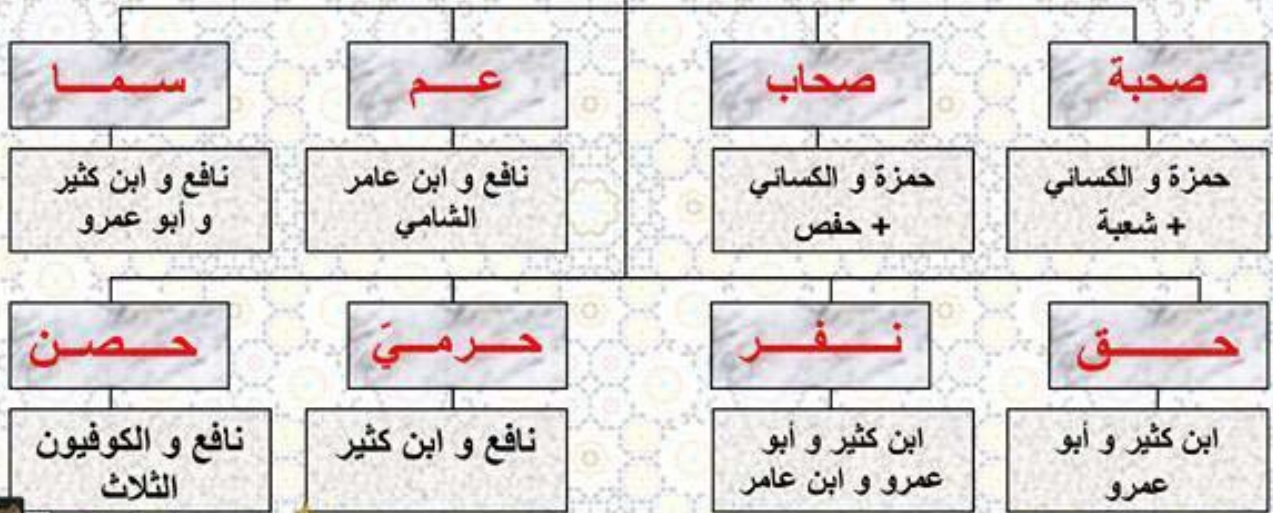 صحبة
حمزة و الكسائي
+ شعبة
صحاب
حمزة و الكسائي
+ حفص
عم
نافع و ابن عامر
الشامي
سما
نافع و ابن كثير
و أبو عمرو
حق
ابن كثير و أبو
عمرو
نفر
ابن كثير و أبو
عمرو و ابن عامر
حرميَ
نافع و ابن كثير
حصن
نافع و الكوفيون
الثلاث